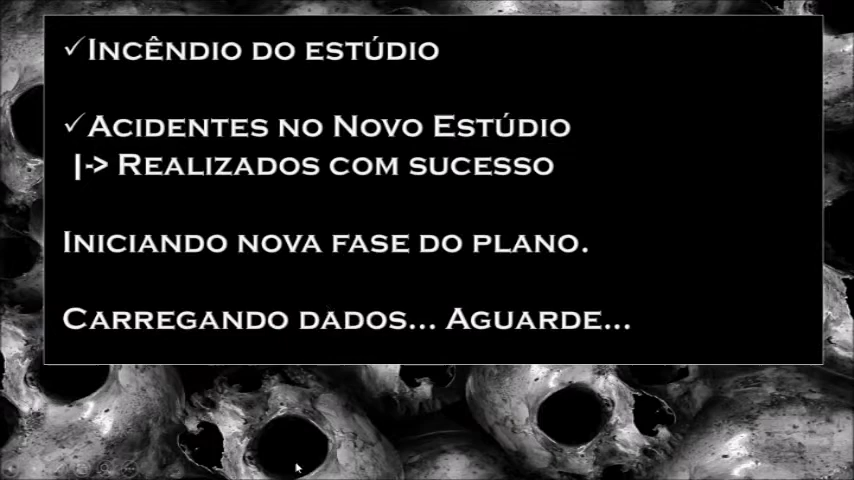 ✓Incêndio do estúdio
✓Acidentes no Novo Estúdio
|-> Realizados com sucesso
Iniciando nova fase do plano.
Carregando dados... Aguarde...